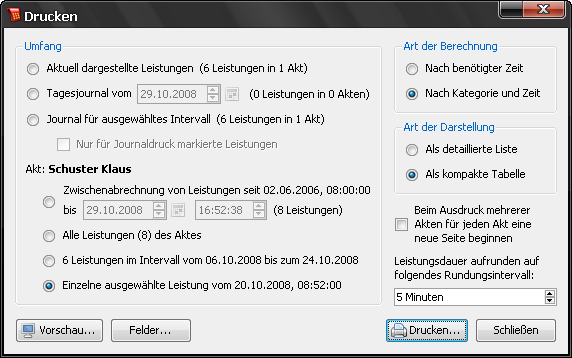 Drucken
Umfang
Aktuell dargestellte Leistungen (6 Leistungen in 1 Akt)
Tagesjournal vom 29.10.2008 (0 Leistungen in 0 Akten)
Journal für ausgewähltes Intervall (6 Leistungen in 1 Akt)
Nur für Journaldruck markierte Leistungen
Akt: Schuster Klaus
Zwischenabrechnung von Leistungen seit 02.06.2006, 08:00:00
bis 29.10.2008 16:52:38 (8 Leistungen)
Alle Leistungen (8) des Aktes
6 Leistungen im Intervall vom 06.10.2008 bis zum 24.10.2008
Einzelne ausgewählte Leistung vom 20.10.2008, 08:52:00
Art der Berechnung
Nach benötigter Zeit
Nach Kategorie und Zeit
Art der Darstellung
Als detaillierte Liste
Als kompakte Tabelle
Beim Ausdruck mehrerer
Akten für jeden Akt eine
neue Seite beginnen
Leistungsdauer aufrunden auf
folgendes Rundungsintervall:
5 Minuten
Vorschau... Felder... Drucken... Schließen